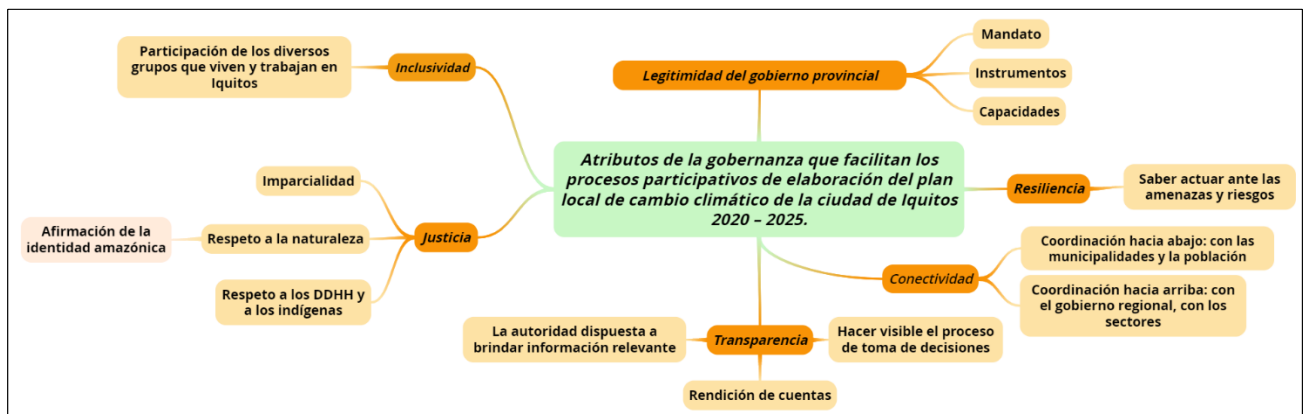 Participación de los diversos
grupos que viven y trabajan en
Iquitos
Inclusividad
Legitimidad del gobierno provincial
Mandato
Instrumentos
Capacidades
Atributos de la gobernanza que facilitan los
procesos participativos de elaboración del plan
local de cambio climático de la ciudad de Iquitos
2020 – 2025.
Resiliencia
Saber actuar ante las
amenazas y riesgos
Imparcialidad
Afirmación de la
identidad amazónica
Respeto a la naturaleza
Justicia
Respeto a los DDHH y
a los indígenas
Conectividad
Coordinación hacia abajo: con las
municipalidades y la población
Coordinación hacia arriba: con
el gobierno regional, con los
sectores
La autoridad dispuesta a
brindar información relevante
Transparencia
Hacer visible el proceso
de toma de decisiones
Rendición de cuentas